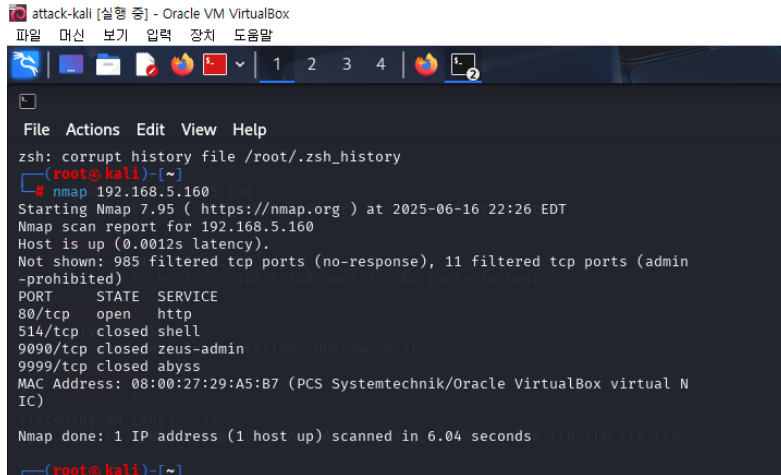 attack-kali [실행 중] - Oracle VM VirtualBox
파일 머신 보기 입력 장치 도움말
1 2 3 4 2
File Actions Edit View Help
zsh: corrupt history file /root/.zsh_history
(root㉿kali)-[~]
# nmap 192.168.5.160
Starting Nmap 7.95 ( https://nmap.org ) at 2025-06-16 22:26 EDT
Nmap scan report for 192.168.5.160
Host is up (0.0012s latency).
Not shown: 985 filtered tcp ports (no-response), 11 filtered tcp ports (admin
-prohibited)
PORT STATE SERVICE
80/tcp open http
514/tcp closed shell
9090/tcp closed zeus-admin
9999/tcp closed abyss
MAC Address: 08:00:27:29:A5:B7 (PCS Systemtechnik/Oracle VirtualBox virtual N
IC)
Nmap done: 1 IP address (1 host up) scanned in 6.04 seconds
(root㉿kali)-[~]